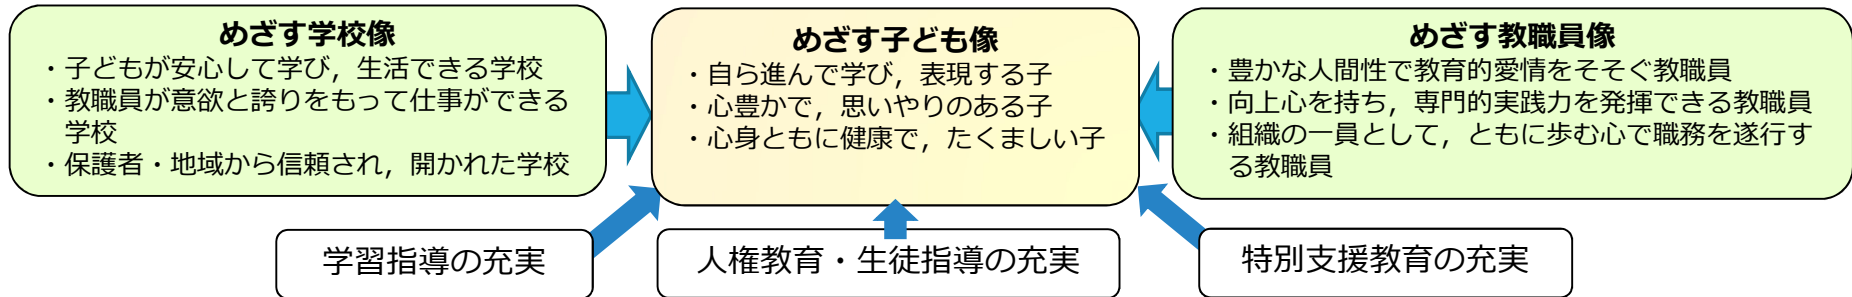 めざす学校像
・子どもが安心して学び，生活できる学校
・教職員が意欲と誇りをもって仕事ができる
学校
・保護者・地域から信頼され，開かれた学校
めざす子ども像
・自ら進んで学び，表現する子
・心豊かで，思いやりのある子
・心身ともに健康で，たくましい子
めざす教職員像
・豊かな人間性で教育的愛情をそそぐ教職員
・向上心を持ち，専門的実践力を発揮できる教職員
・組織の一員として，ともに歩む心で職務を遂行す
る教職員
学習指導の充実
人権教育・生徒指導の充実
特別支援教育の充実